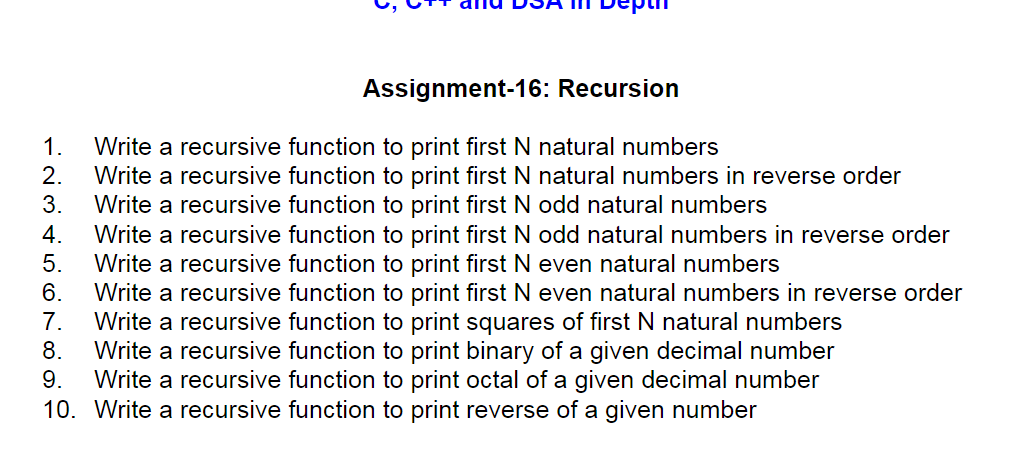 C, C++ and DSA in Depth
Assignment-16: Recursion
1. Write a recursive function to print first N natural numbers
2. Write a recursive function to print first N natural numbers in reverse order
3. Write a recursive function to print first N odd natural numbers
4. Write a recursive function to print first N odd natural numbers in reverse order
5. Write a recursive function to print first N even natural numbers
6. Write a recursive function to print first N even natural numbers in reverse order
7. Write a recursive function to print squares of first N natural numbers
8. Write a recursive function to print binary of a given decimal number
9. Write a recursive function to print octal of a given decimal number
10. Write a recursive function to print reverse of a given number